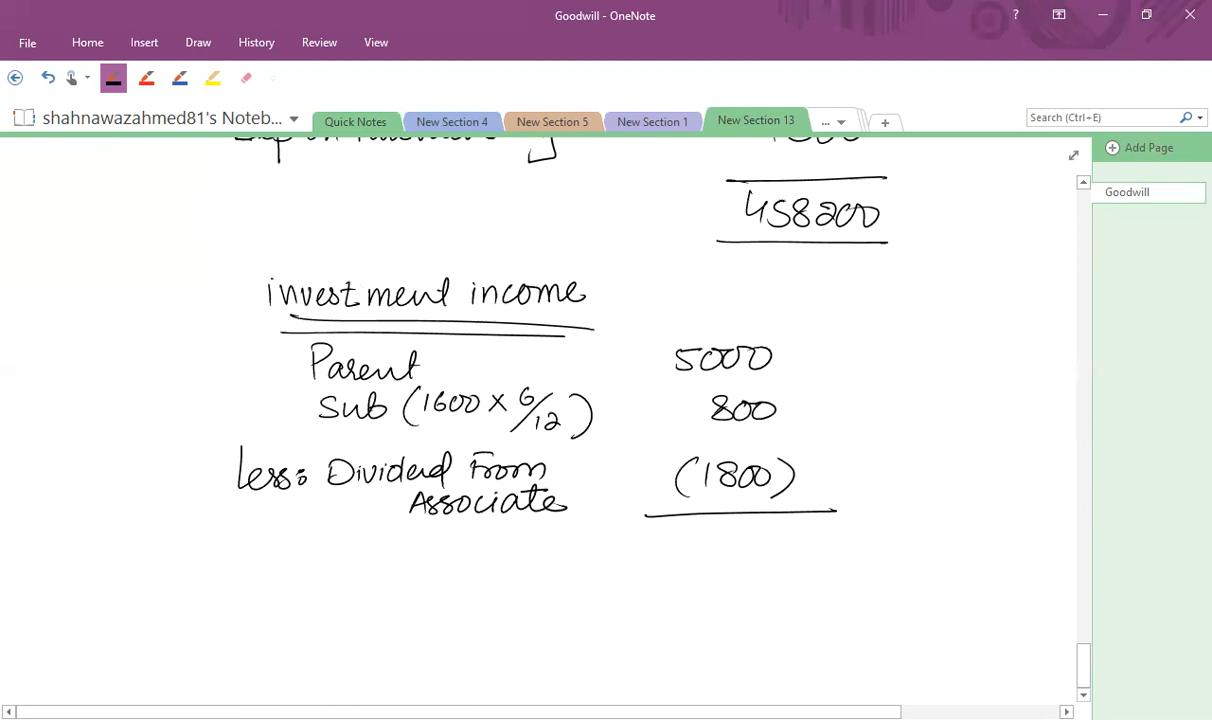 Goodwill - OneNote
File Home Insert Draw History Review View
shahnawazahmed81's Noteb... Quick Notes New Section 4 New Section 5 New Section 1 New Section 13 ... Search (Ctrl+E)
Add Page
Goodwill
458200
investment income
Parent 5000
Sub (1600 × 6/12) 800
Less: Dividend From (1800)
Associate